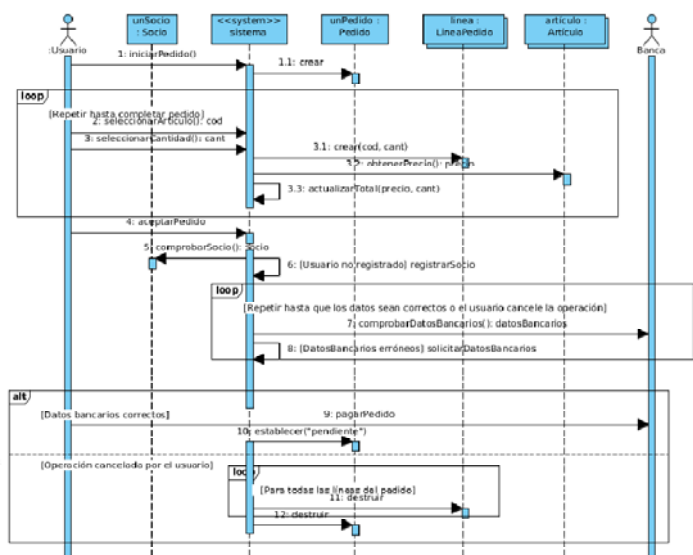 unSocio : Socio
<<system>> sistema
unPedido : Pedido
linea : LineaPedido
artículo : Artículo
:Usuario
Banca
1: iniciarPedido()
1.1: crear
loop
[Repetir hasta completar pedido]
2: seleccionarArticulo(): cod
3: seleccionarCantidad(): cant
3.1: crear(cod, cant)
3.2: obtenerPrecio(): precio
3.3: actualizarTotal(precio, cant)
4: aceptarPedido
5: comprobarSocio(): Socio
6: [Usuario no registrado] registrarSocio
loop
[Repetir hasta que los datos sean correctos o el usuario cancele la operación]
7: comprobarDatosBancarios(): datosBancarios
8: [DatosBancarios erróneos] solicitarDatosBancarios
alt
[Datos bancarios correctos]
9: pagarPedido
10: establecer("pendiente")
[Operación cancelada por el usuario]
loop
[Para todas las líneas del pedido]
11: destruir
12: destruir